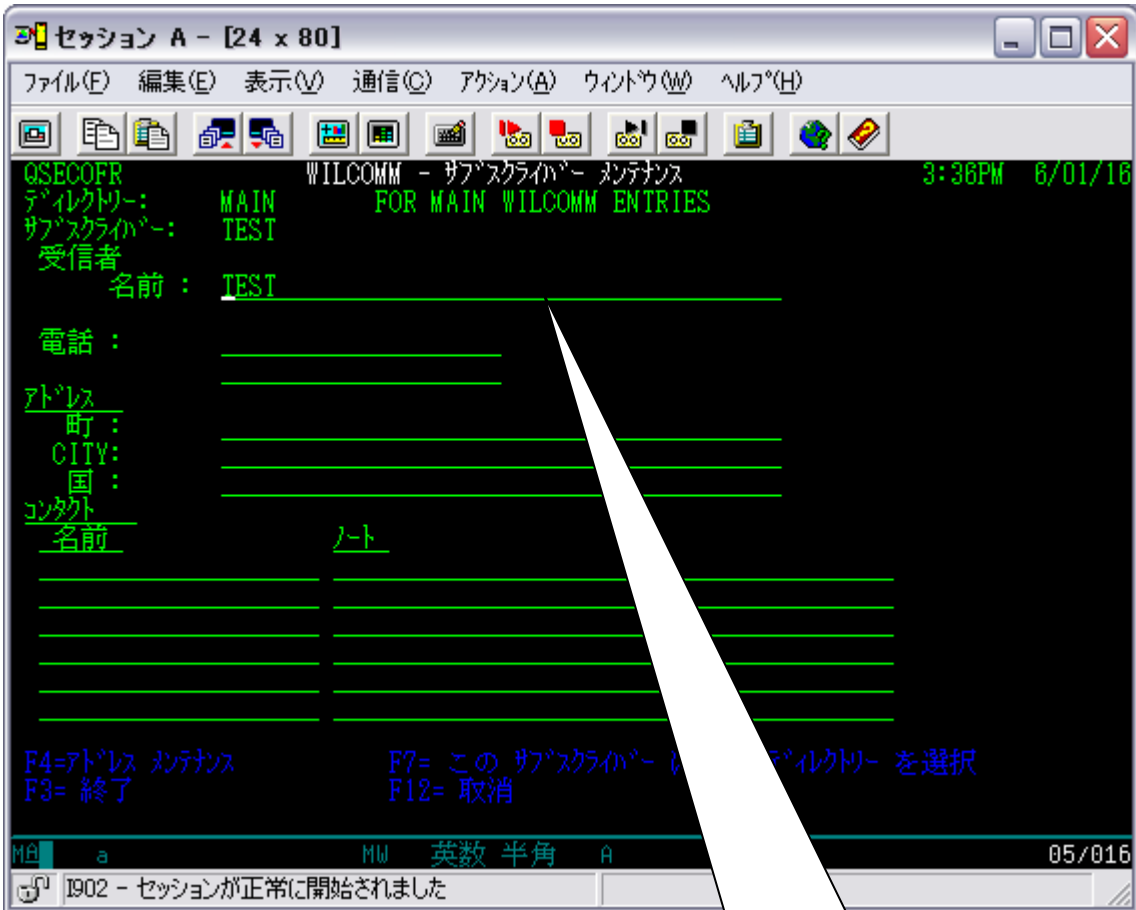 セッション A - [24 x 80]
ファイル(F) 編集(E) 表示(V) 通信(C) アクション(A) ウィンドウ(W) ヘルプ(H)
QSECOFR WILCOMM - サブスクライバー メンテナンス 3:36PM 6/01/16
ディレクトリー: MAIN FOR MAIN WILCOMM ENTRIES
サブスクライバー: TEST
受信者
名前 : TEST
電話 :
アドレス
町 :
CITY:
国 :
コンタクト
名前 ノート
F4=アドレス メンテナンス F7= この サブスクライバー ディレクトリー を選択
F3= 終了 F12= 取消
MA a MW 英数 半角 A 05/016
I902 - セッションが正常に開始されました